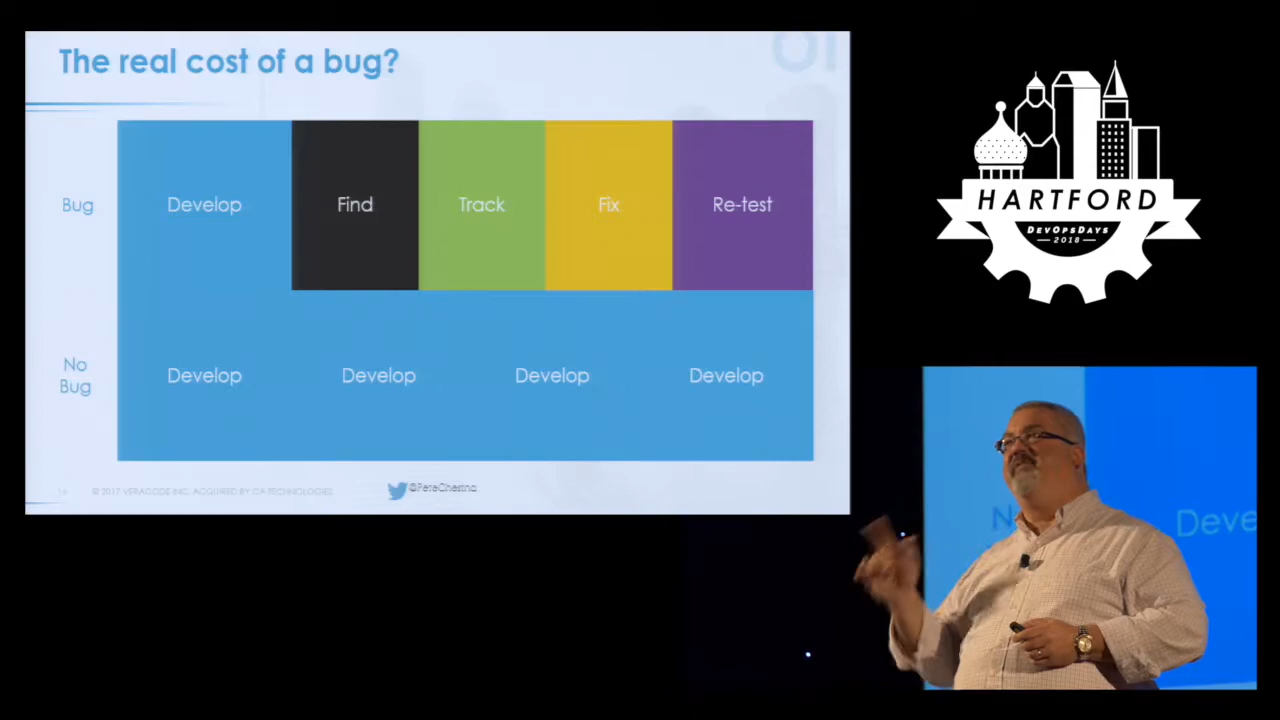 The real cost of a bug?
Bug
Develop
Find
Track
Fix
Re-test
No
Bug
Develop
Develop
Develop
Develop
© 2017 VERACODE INC. ACQUIRED BY CA TECHNOLOGIES
@PeteChestna
HARTFORD
DevOpsDays
2018
Deve